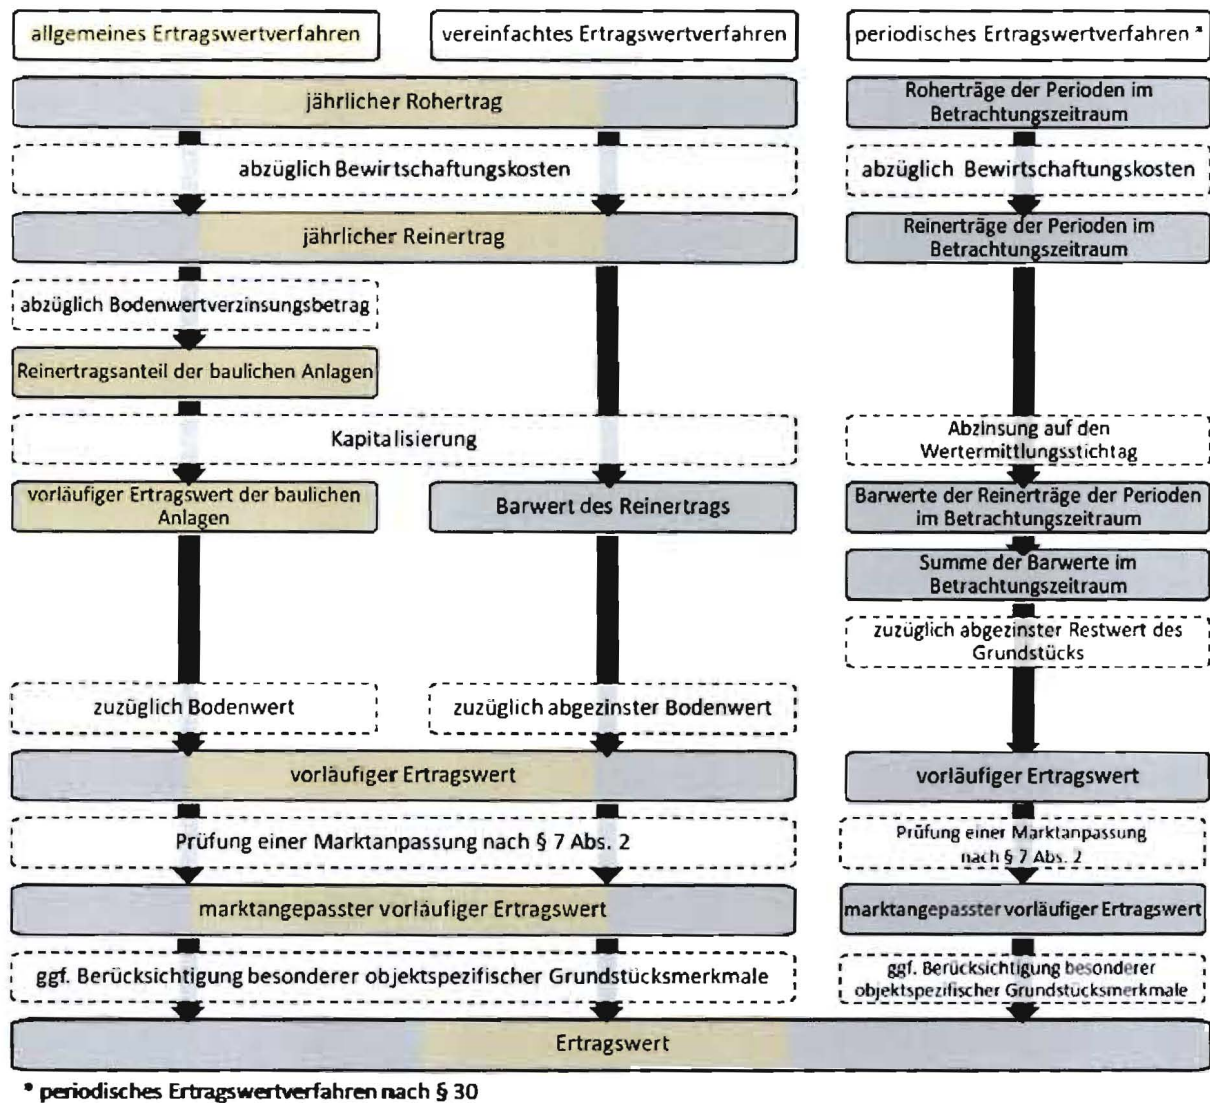 allgemeines Ertragswertverfahren
vereinfachtes Ertragswertverfahren
periodisches Ertragswertverfahren *
jährlicher Rohertrag
Roherträge der Perioden im
Betrachtungszeitraum
abzüglich Bewirtschaftungskosten
abzüglich Bewirtschaftungskosten
jährlicher Reinertrag
Reinerträge der Perioden im
Betrachtungszeitraum
abzüglich Bodenwertverzinsungsbetrag
Reinertragsanteil der baulichen Anlagen
Kapitalisierung
Abzinsung auf den
Wertermittlungsstichtag
vorläufiger Ertragswert der baulichen
Anlagen
Barwert des Reinertrags
Barwerte der Reinerträge der Perioden
im Betrachtungszeitraum
Summe der Barwerte im
Betrachtungszeitraum
zuzüglich abgezinster Restwert des
Grundstücks
zuzüglich Bodenwert
zuzüglich abgezinster Bodenwert
vorläufiger Ertragswert
vorläufiger Ertragswert
Prüfung einer Marktanpassung nach § 7 Abs. 2
Prüfung einer Marktanpassung
nach § 7 Abs. 2
marktangepasster vorläufiger Ertragswert
marktangepasster vorläufiger Ertragswert
ggf. Berücksichtigung besonderer objektspezifischer Grundstücksmerkmale
ggf. Berücksichtigung besonderer
objektspezifischer Grundstücksmerkmale
Ertragswert
* periodisches Ertragswertverfahren nach § 30